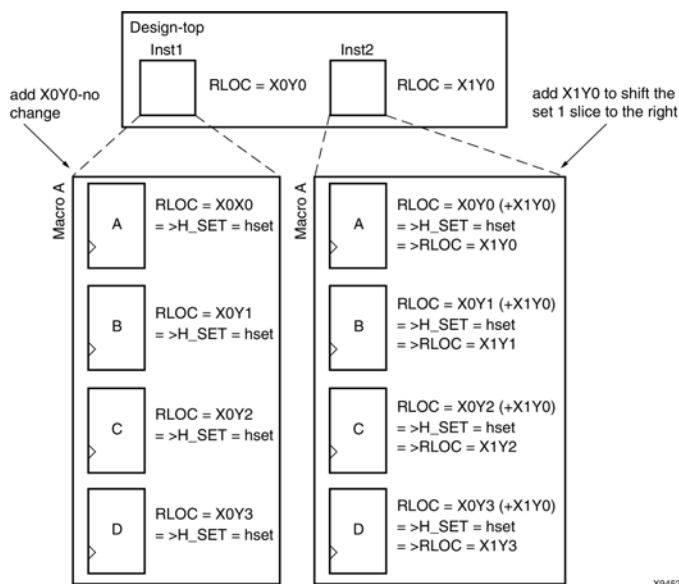 Design-top
Inst1
Inst2
RLOC = X0Y0
RLOC = X1Y0
add X0Y0-no
change
add X1Y0 to shift the
set 1 slice to the right
Macro A
A
RLOC = X0X0
= >H_SET = hset
B
RLOC = X0Y1
= >H_SET = hset
C
RLOC = X0Y2
= >H_SET = hset
D
RLOC = X0Y3
= >H_SET = hset
Macro A
A
RLOC = X0Y0 (+X1Y0)
= >H_SET = hset
= >RLOC = X1Y0
B
RLOC = X0Y1 (+X1Y0)
= >H_SET = hset
= >RLOC = X1Y1
C
RLOC = X0Y2 (+X1Y0)
= >H_SET = hset
= >RLOC = X1Y2
D
RLOC = X0Y3 (+X1Y0)
= >H_SET = hset
= >RLOC = X1Y3